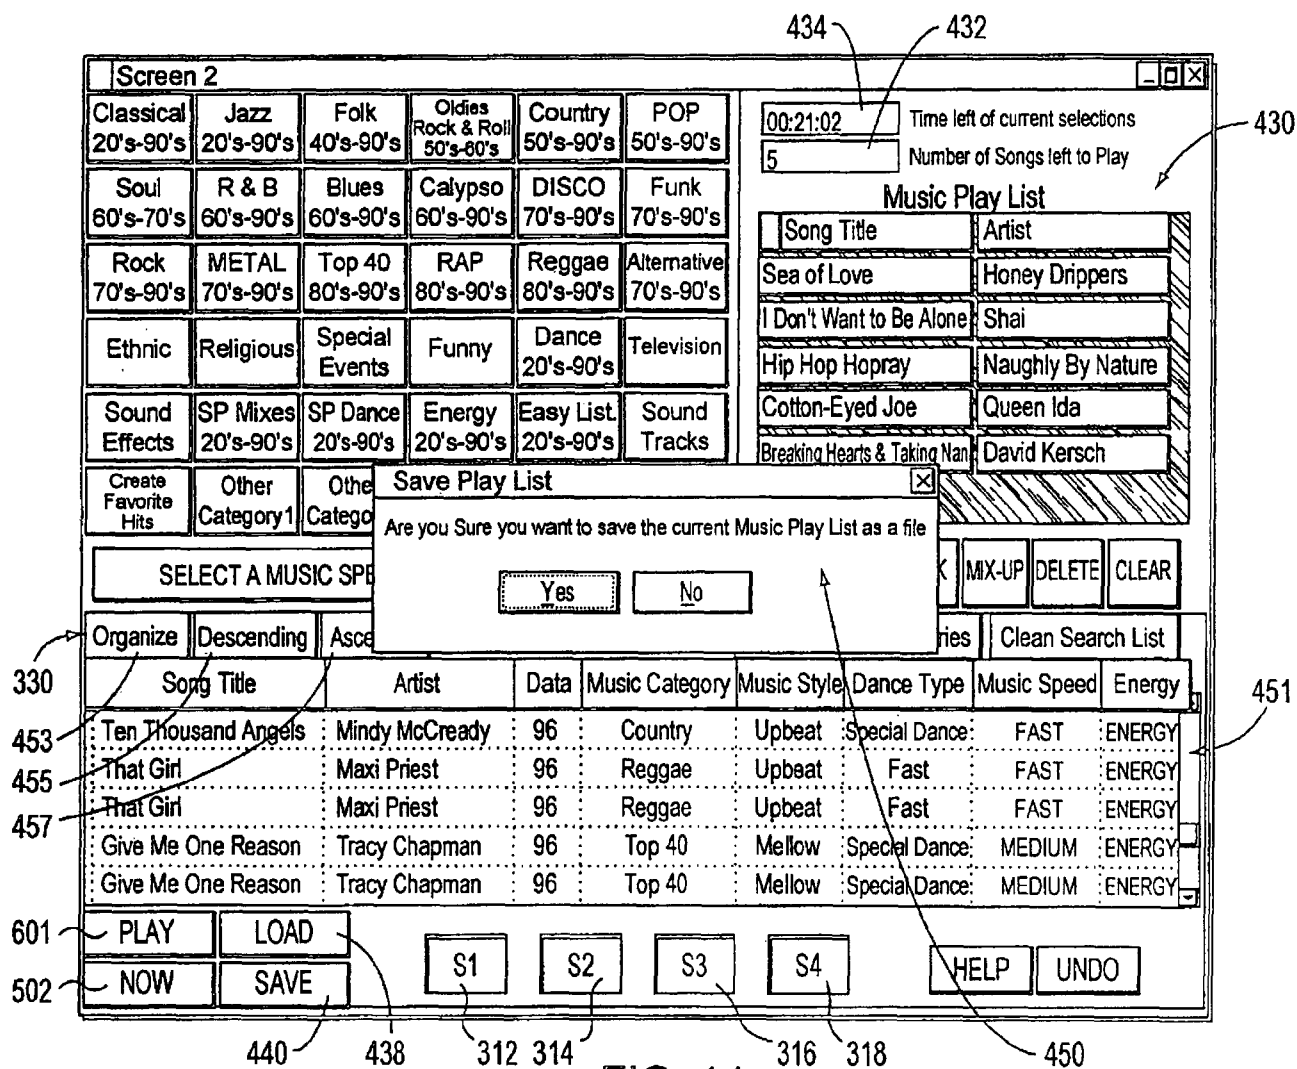 434 432
Screen 2
Classical Jazz Folk Oldies Country POP
20's-90's 20's-90's 40's-90's Rock & Roll 50's-60's 50's-90's 50's-90's
00:21:02 Time left of current selections
5 Number of Songs left to Play
430
Soul R & B Blues Calypso DISCO Funk
60's-70's 60's-90's 60's-90's 60's-90's 70's-90's 70's-90's
Music Play List
Song Title Artist
Rock METAL Top 40 RAP Reggae Alternative
70's-90's 70's-90's 80's-90's 80's-90's 80's-90's 70's-90's
Sea of Love Honey Drippers
I Don't Want to Be Alone Shai
Ethnic Religious Special Events Funny Dance 20's-90's Television
Hip Hop Hopray Naughly By Nature
Sound Effects SP Mixes 20's-90's SP Dance 20's-90's Energy 20's-90's Easy List. 20's-90's Sound Tracks
Cotton-Eyed Joe Queen Ida
Breaking Hearts & Taking Nan David Kersch
Create Favorite Hits Other Category1 Othe Catego
Save Play List
Are you Sure you want to save the current Music Play List as a file
Yes No
450
SELECT A MUSIC SPE K MIX-UP DELETE CLEAR
330 Organize Descending Asce ries Clean Search List
Song Title Artist Data Music Category Music Style Dance Type Music Speed Energy
451
Ten Thousand Angels Mindy McCready 96 Country Upbeat Special Dance FAST ENERGY
453
That Girl Maxi Priest 96 Reggae Upbeat Fast FAST ENERGY
455
That Girl Maxi Priest 96 Reggae Upbeat Fast FAST ENERGY
457
Give Me One Reason Tracy Chapman 96 Top 40 Mellow Special Dance MEDIUM ENERGY
Give Me One Reason Tracy Chapman 96 Top 40 Mellow Special Dance MEDIUM ENERGY
601 PLAY LOAD
502 NOW SAVE
S1 S2 S3 S4 HELP UNDO
440 438 312 314 316 318